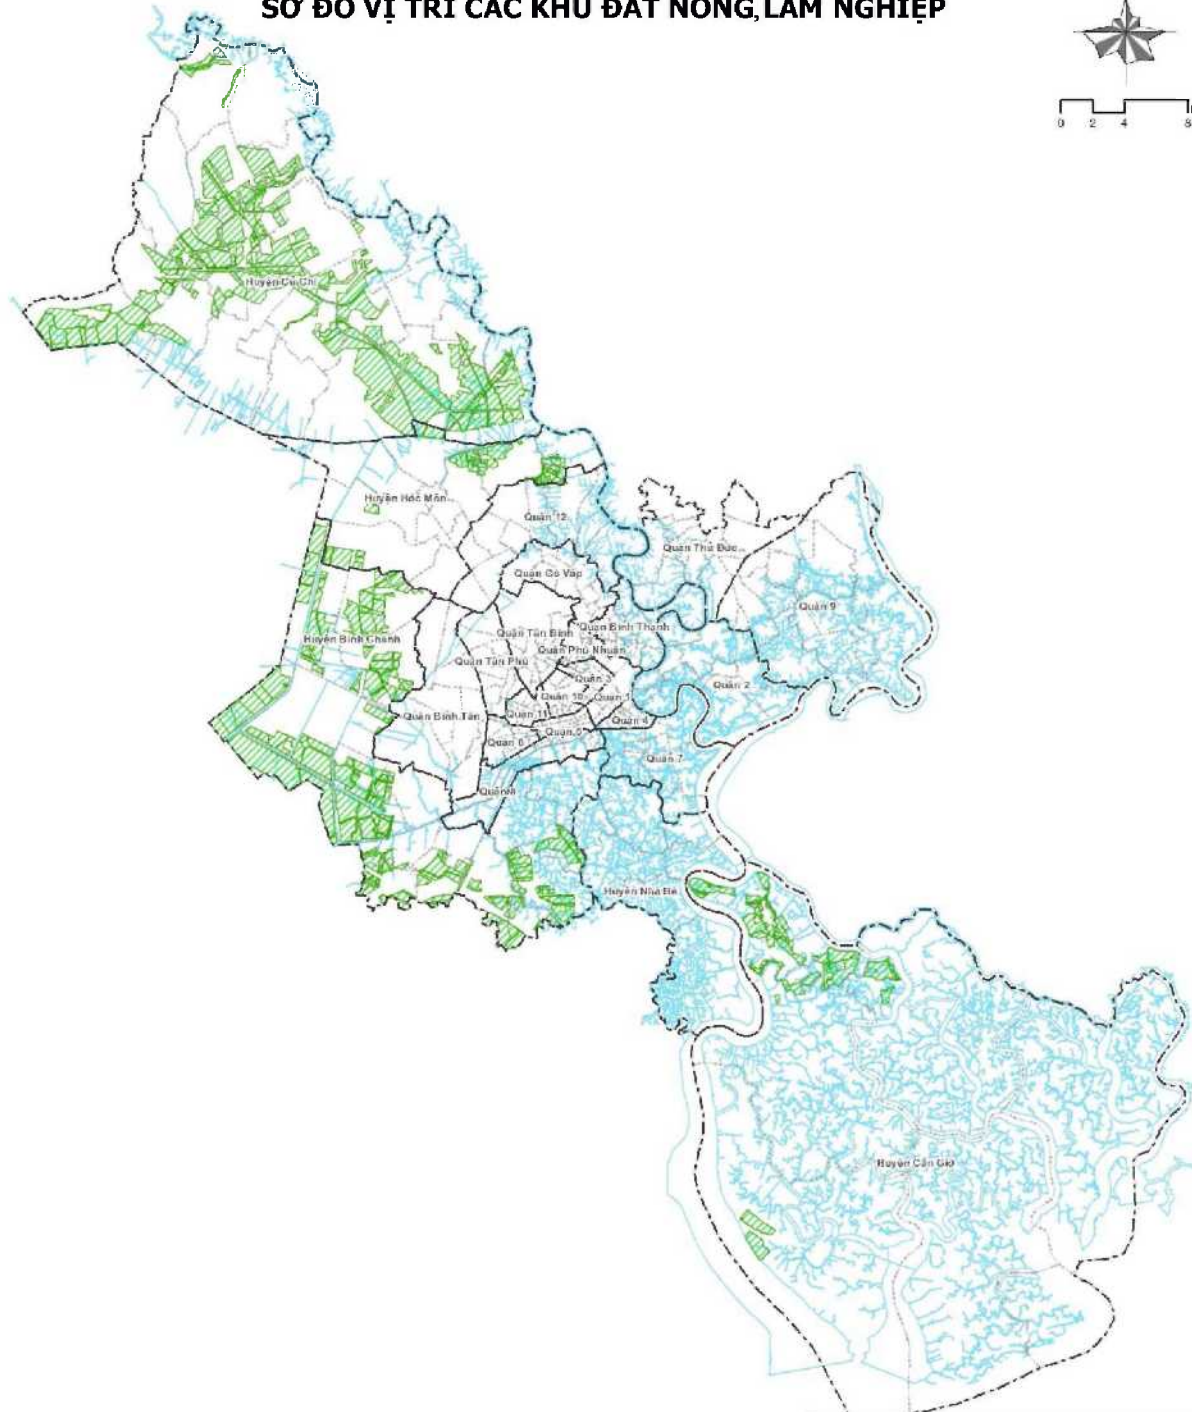 SƠ ĐỒ VỊ TRÍ CÁC KHU ĐẤT NÔNG, LÂM NGHIỆP
0 2 4 8
Huyện Củ Chi
Huyện Hóc Môn
Quận 12
Quận Thủ Đức
Quận Gò Vấp
Quận 9
Quận Bình Thạnh
Quận Tân Bình
Huyện Bình Chánh
Quận Phú Nhuận
Quận Tân Phú
Quận 3
Quận 2
Quận 10
Quận 1
Quận 11
Quận Bình Tân
Quận 4
Quận 5
Quận 6
Quận 7
Quận 8
Huyện Nhà Bè
Huyện Cần Giờ